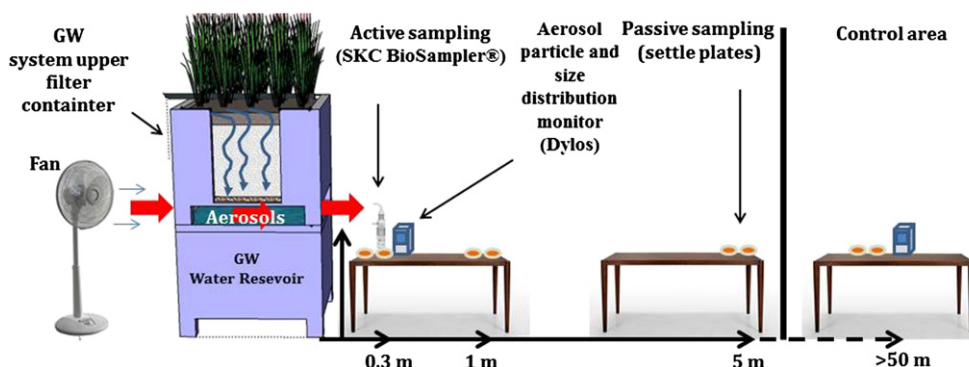 GW
system upper
filter
containter
Active sampling
(SKC BioSampler®)
Aerosol
particle and
size
distribution
monitor
(Dylos)
Passive sampling
(settle plates)
Control area
Fan
Aerosols
GW
Water Resevoir
0.3 m
1 m
5 m
>50 m